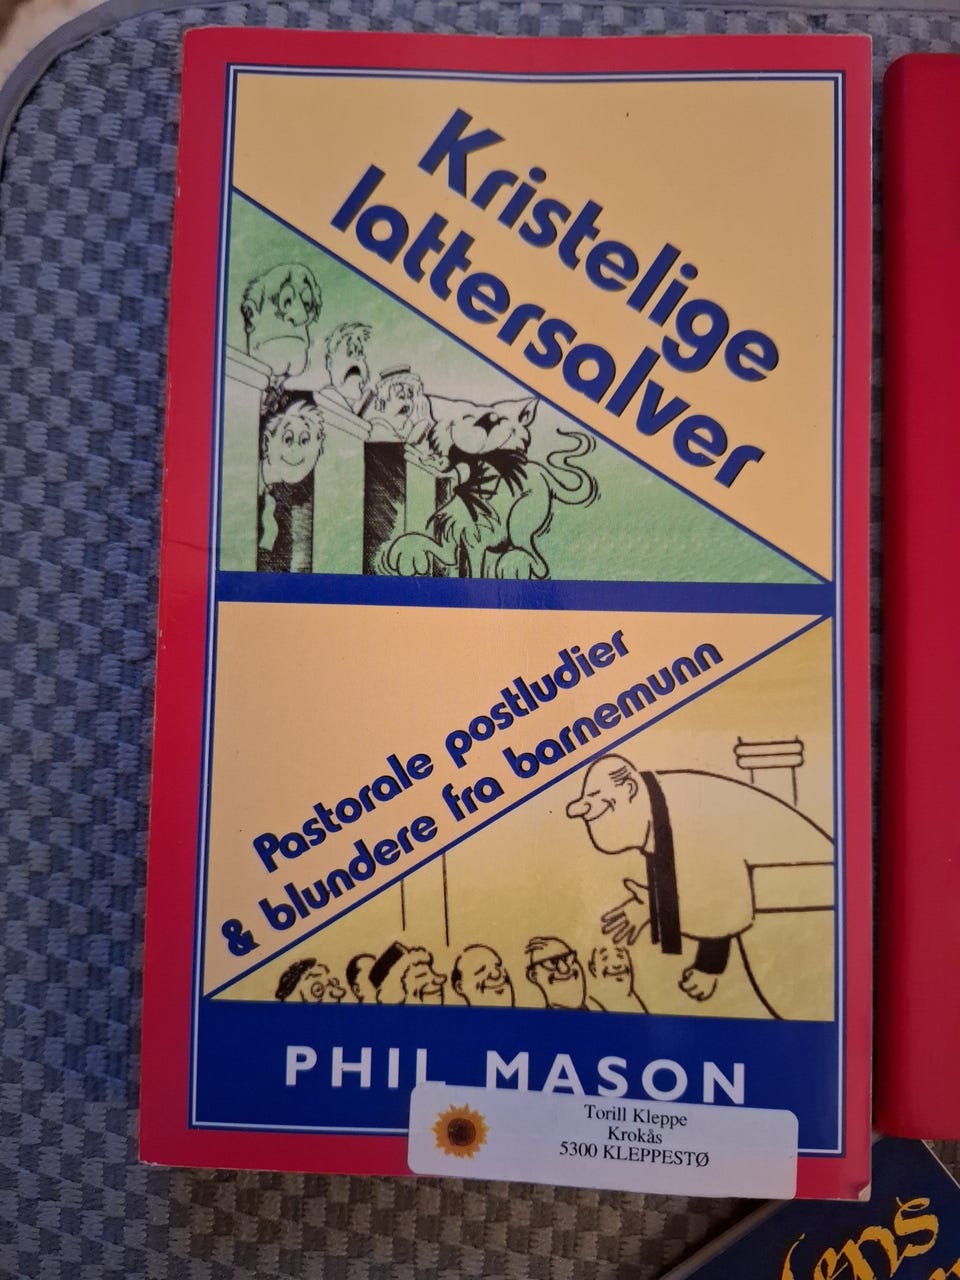 Kristelige
lattersalver
Pastorale postludier
& blundere fra barnemunn
PHIL MASON
Torill Kleppe
Krokås
5300 KLEPPESTØ